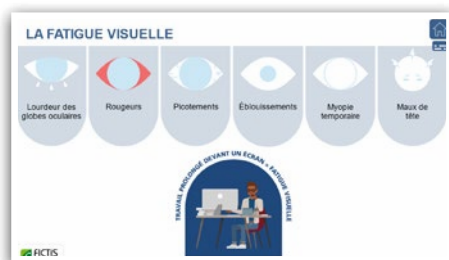 LA FATIGUE VISUELLE
Lourdeur des
globes oculaires
Rougeurs
Picotements
Éblouissements
Myopie
temporaire
Maux de
tête
TRAVAIL PROLONGÉ DEVANT UN ÉCRAN = FATIGUE VISUELLE
FICTIS